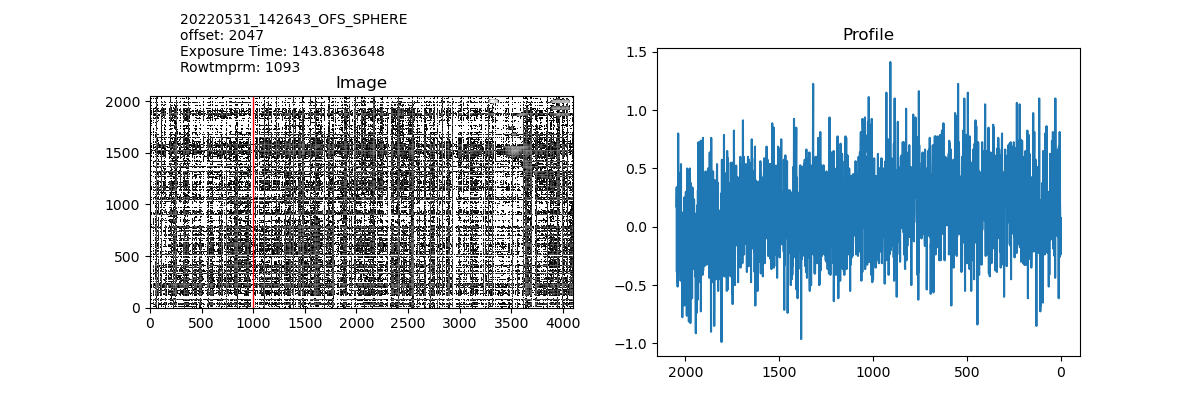 20220531_142643_OFS_SPHERE
offset: 2047
Exposure Time: 143.8363648
Rowtmprm: 1093
Image
2000
1500
1000
500
0
0 500 1000 1500 2000 2500 3000 3500 4000
Profile
1.5
1.0
0.5
0.0
−0.5
−1.0
2000 1500 1000 500 0